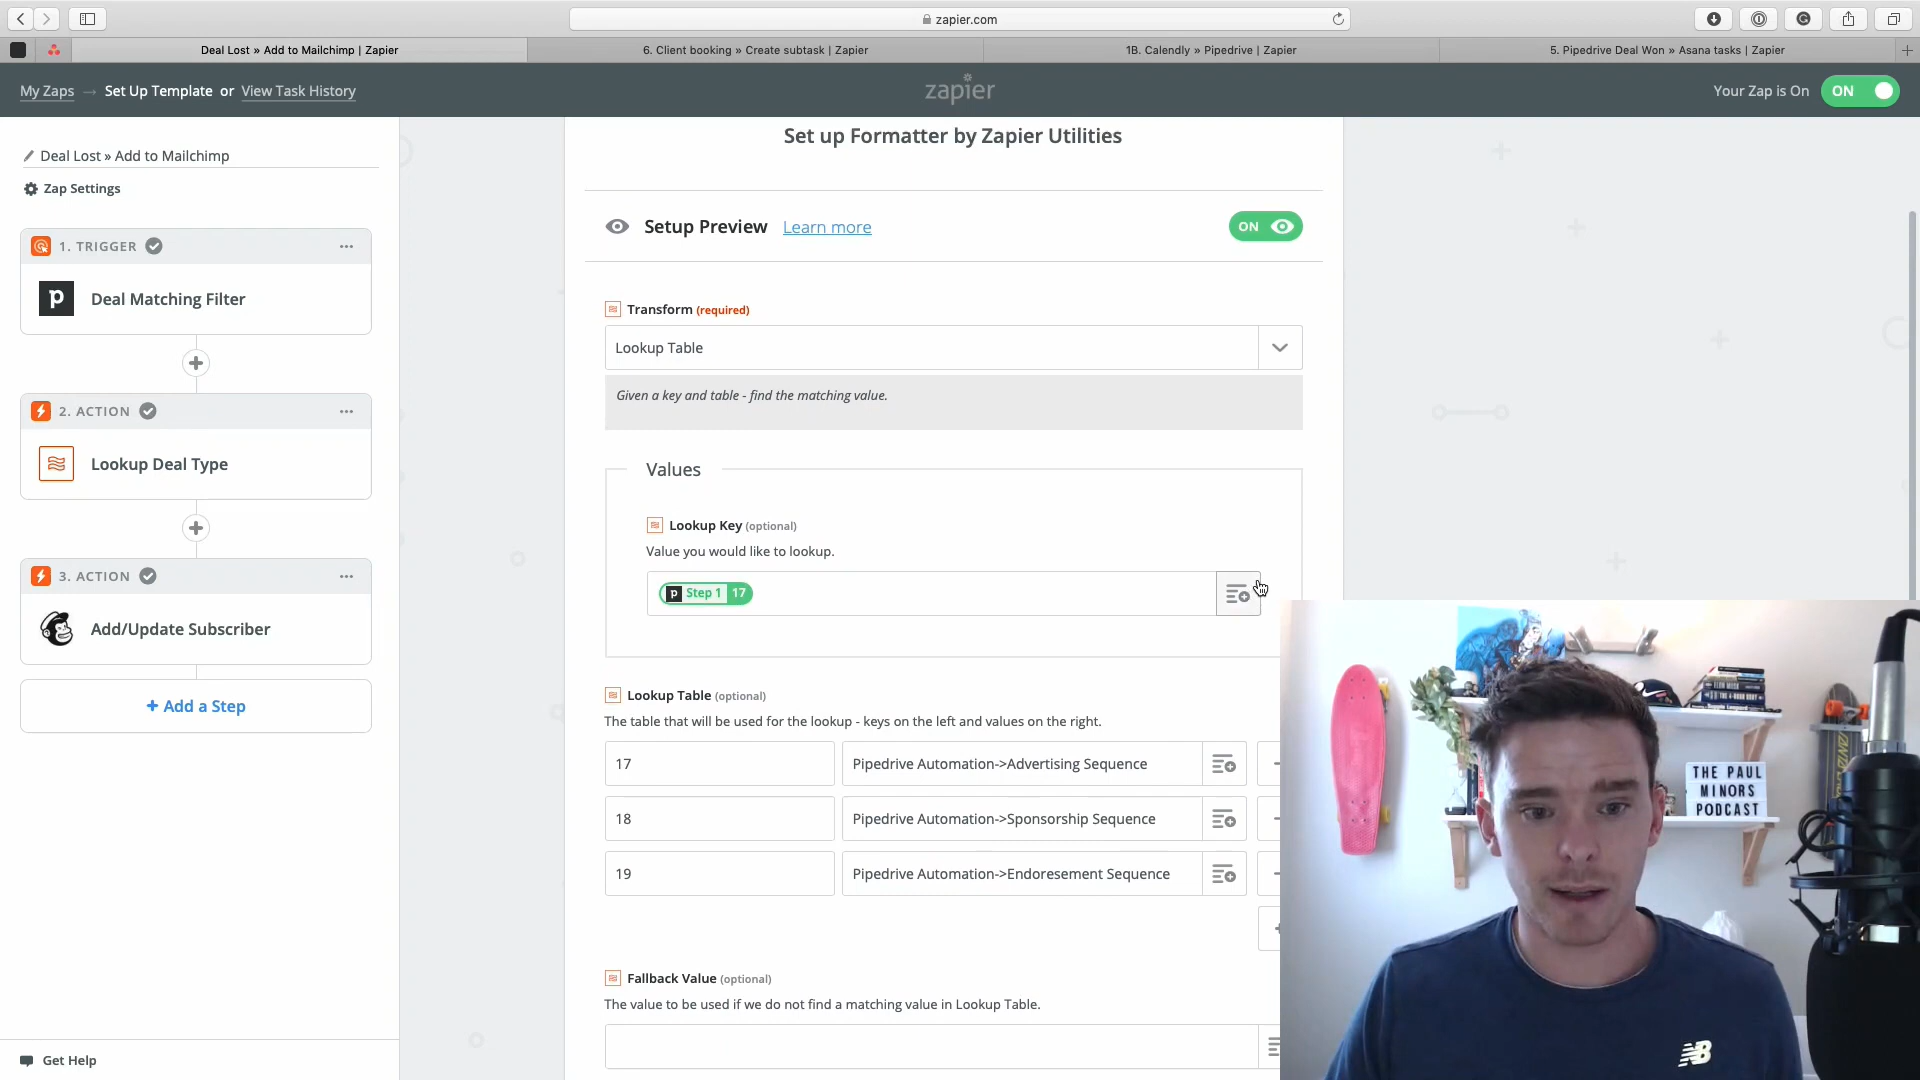 zapier.com
Deal Lost » Add to Mailchimp | Zapier
6. Client booking » Create subtask | Zapier
1B. Calendly » Pipedrive | Zapier
5. Pipedrive Deal Won » Asana tasks | Zapier
My Zaps → Set Up Template or View Task History
zapier
Your Zap is On
ON
Deal Lost » Add to Mailchimp
Zap Settings
1. TRIGGER
Deal Matching Filter
2. ACTION
Lookup Deal Type
3. ACTION
Add/Update Subscriber
+ Add a Step
Get Help
Set up Formatter by Zapier Utilities
Setup Preview Learn more
ON
Transform (required)
Lookup Table
Given a key and table - find the matching value.
Values
Lookup Key (optional)
Value you would like to lookup.
p Step 1 17
Lookup Table (optional)
The table that will be used for the lookup - keys on the left and values on the right.
17 Pipedrive Automation->Advertising Sequence
18 Pipedrive Automation->Sponsorship Sequence
19 Pipedrive Automation->Endoresement Sequence
Fallback Value (optional)
The value to be used if we do not find a matching value in Lookup Table.
THE PAUL
MINORS
PODCAST
NB